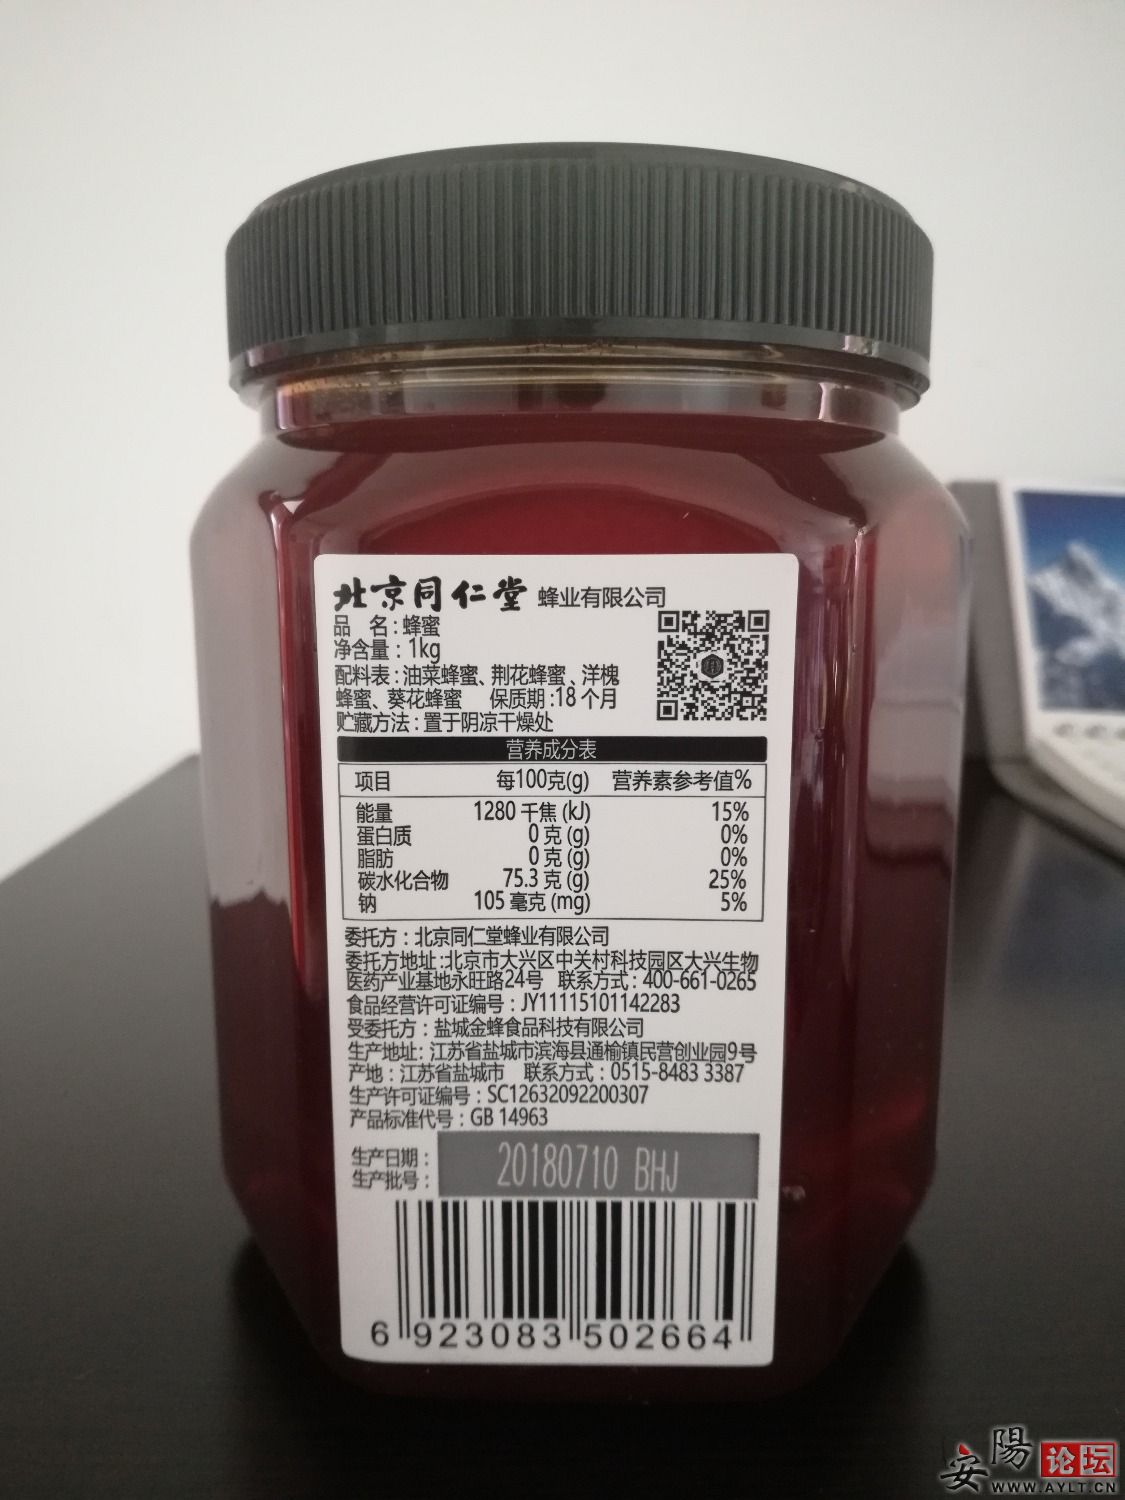 北京同仁堂 蜂业有限公司
品　名：蜂蜜
净含量：1kg
配料表：油菜蜂蜜、荆花蜂蜜、洋槐
蜂蜜、葵花蜂蜜　保质期：18个月
贮藏方法：置于阴凉干燥处
营养成分表
项目　每100克(g)　营养素参考值%
能量　1280 千焦 (kJ)　15%
蛋白质　0 克 (g)　0%
脂肪　0 克 (g)　0%
碳水化合物　75.3 克 (g)　25%
钠　105 毫克 (mg)　5%
委托方：北京同仁堂蜂业有限公司
委托方地址：北京市大兴区中关村科技园区大兴生物
医药产业基地永旺路24号　联系方式：400-661-0265
食品经营许可证编号：JY11115101142283
受委托方：盐城金蜂食品科技有限公司
生产地址：江苏省盐城市滨海县通榆镇民营创业园9号
产地：江苏省盐城市　联系方式：0515-8483 3387
生产许可证编号：SC12632092200307
产品标准代号：GB 14963
生产日期：
生产批号：
20180710 BHJ
6 923083 502664
安陽论坛
WWW.AYLT.CN